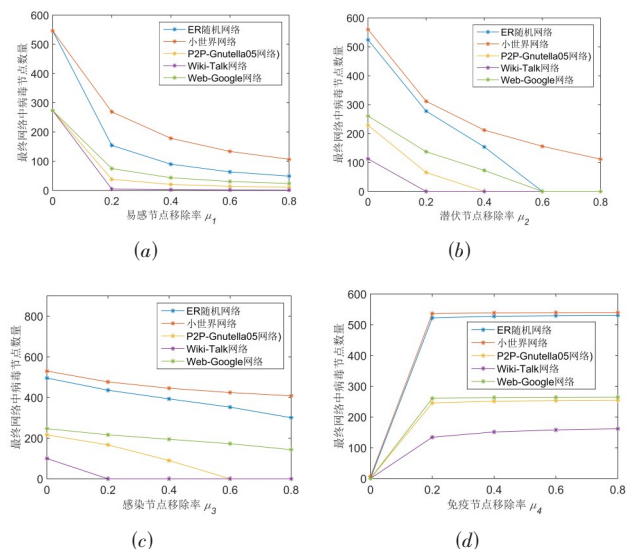 最终网络中病毒节点数量
600
500
400
300
200
100
0
ER随机网络
小世界网络
P2P-Gnutella05网络)
Wiki-Talk网络
Web-Google网络
0 0.2 0.4 0.6 0.8
易感节点移除率 μ1
(a)
最终网络中病毒节点数量
600
500
400
300
200
100
0
ER随机网络
小世界网络
P2P-Gnutella05网络)
Wiki-Talk网络
Web-Google网络
0 0.2 0.4 0.6 0.8
潜伏节点移除率 μ2
(b)
最终网络中病毒节点数量
800
600
400
200
0
ER随机网络
小世界网络
P2P-Gnutella05网络)
Wiki-Talk网络
Web-Google网络
0 0.2 0.4 0.6 0.8
感染节点移除率 μ3
(c)
最终网络中病毒节点数量
600
500
400
300
200
100
0
ER随机网络
小世界网络
P2P-Gnutella05网络)
Wiki-Talk网络
Web-Google网络
0 0.2 0.4 0.6 0.8
免疫节点移除率 μ4
(d)